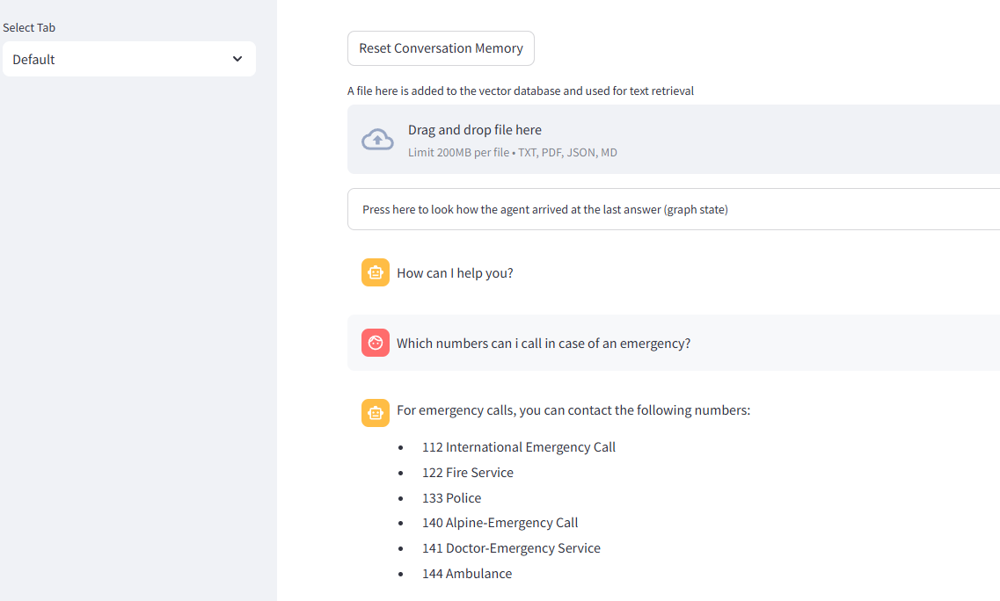 Select Tab
Default
Reset Conversation Memory
A file here is added to the vector database and used for text retrieval
Drag and drop file here
Limit 200MB per file • TXT, PDF, JSON, MD
Press here to look how the agent arrived at the last answer (graph state)
How can I help you?
Which numbers can i call in case of an emergency?
For emergency calls, you can contact the following numbers:
• 112 International Emergency Call
• 122 Fire Service
• 133 Police
• 140 Alpine-Emergency Call
• 141 Doctor-Emergency Service
• 144 Ambulance